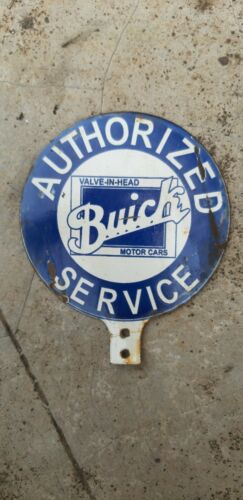 AUTHORIZED
VALVE-IN-HEAD
Buick
MOTOR CARS
SERVICE